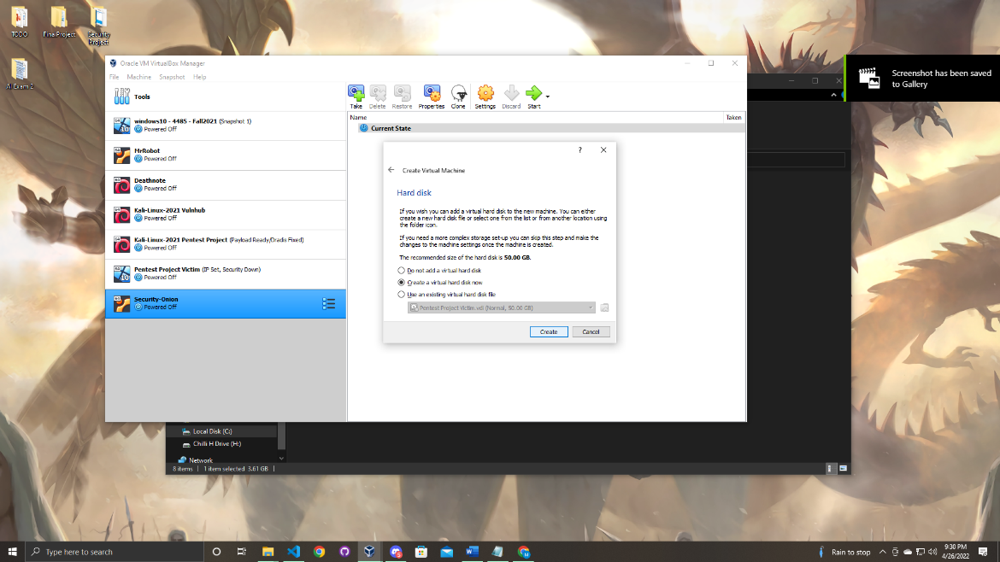 TODO
FinalProject
Security
Project
AI Exam 2
Oracle VM VirtualBox Manager
File Machine Snapshot Help
Tools
windows10 - 4485 - Fall2021 (Snapshot 1)
Powered Off
MrRobot
Powered Off
Deathnote
Powered Off
Kali-Linux-2021 Vulnhub
Powered Off
Kali-Linux-2021 Pentest Project (Payload Ready/Dradis Fixed)
Powered Off
Pentest Project Victim (IP Set, Security Down)
Powered Off
Security-Onion
Powered Off
Take Delete Restore Properties Clone Settings Discard Start
Name Taken
Current State
? 
Create Virtual Machine
Hard disk
If you wish you can add a virtual hard disk to the new machine. You can either
create a new hard disk file or select one from the list or from another location using
the folder icon.
If you need a more complex storage set-up you can skip this step and make the
changes to the machine settings once the machine is created.
The recommended size of the hard disk is 50.00 GB.
Do not add a virtual hard disk
Create a virtual hard disk now
Use an existing virtual hard disk file
Pentest Project Victim.vdi (Normal, 50.00 GB)
Create Cancel
Screenshot has been saved
to Gallery
Local Disk (C:)
Chilli H Drive (H:)
Network
8 items 1 item selected 3.61 GB
Type here to search
Rain to stop
9:30 PM
4/26/2022